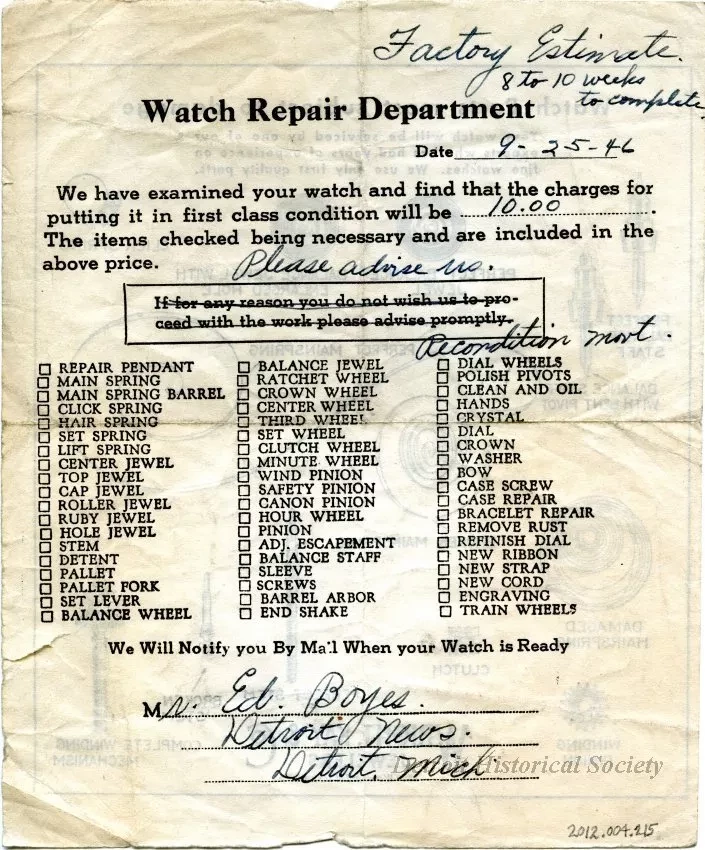 Factory Estimate.
8 to 10 weeks
to complete
Watch Repair Department
Date 9-25-46
We have examined your watch and find that the charges for
putting it in first class condition will be 10.00.
The items checked being necessary and are included in the
above price. Please advise us.
If for any reason you do not wish us to pro-
ceed with the work please advise promptly.
Recondition movt.
REPAIR PENDANT
MAIN SPRING
MAIN SPRING BARREL
CLICK SPRING
HAIR SPRING
SET SPRING
LIFT SPRING
CENTER JEWEL
TOP JEWEL
CAP JEWEL
ROLLER JEWEL
RUBY JEWEL
HOLE JEWEL
STEM
DETENT
PALLET
PALLET FORK
SET LEVER
BALANCE WHEEL
BALANCE JEWEL
RATCHET WHEEL
CROWN WHEEL
CENTER WHEEL
THIRD WHEEL
SET WHEEL
CLUTCH WHEEL
MINUTE WHEEL
WIND PINION
SAFETY PINION
CANON PINION
HOUR WHEEL
PINION
ADJ. ESCAPEMENT
BALANCE STAFF
SLEEVE
SCREWS
BARREL ARBOR
END SHAKE
DIAL WHEELS
POLISH PIVOTS
CLEAN AND OIL
HANDS
CRYSTAL
DIAL
CROWN
WASHER
BOW
CASE SCREW
CASE REPAIR
BRACELET REPAIR
REMOVE RUST
REFINISH DIAL
NEW RIBBON
NEW STRAP
NEW CORD
ENGRAVING
TRAIN WHEELS
We Will Notify you By Mail When your Watch is Ready
Mr. Ed. Boyes.
Detroit News.
Detroit, Mich.
Detroit Historical Society
2012.004.215